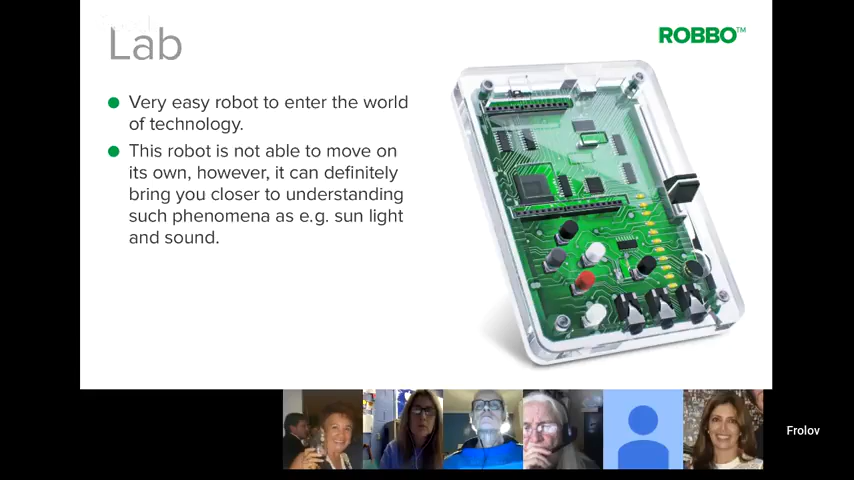 Lab
ROBBO™
Very easy robot to enter the world
of technology.
This robot is not able to move on
its own, however, it can definitely
bring you closer to understanding
such phenomena as e.g. sun light
and sound.
Frolov